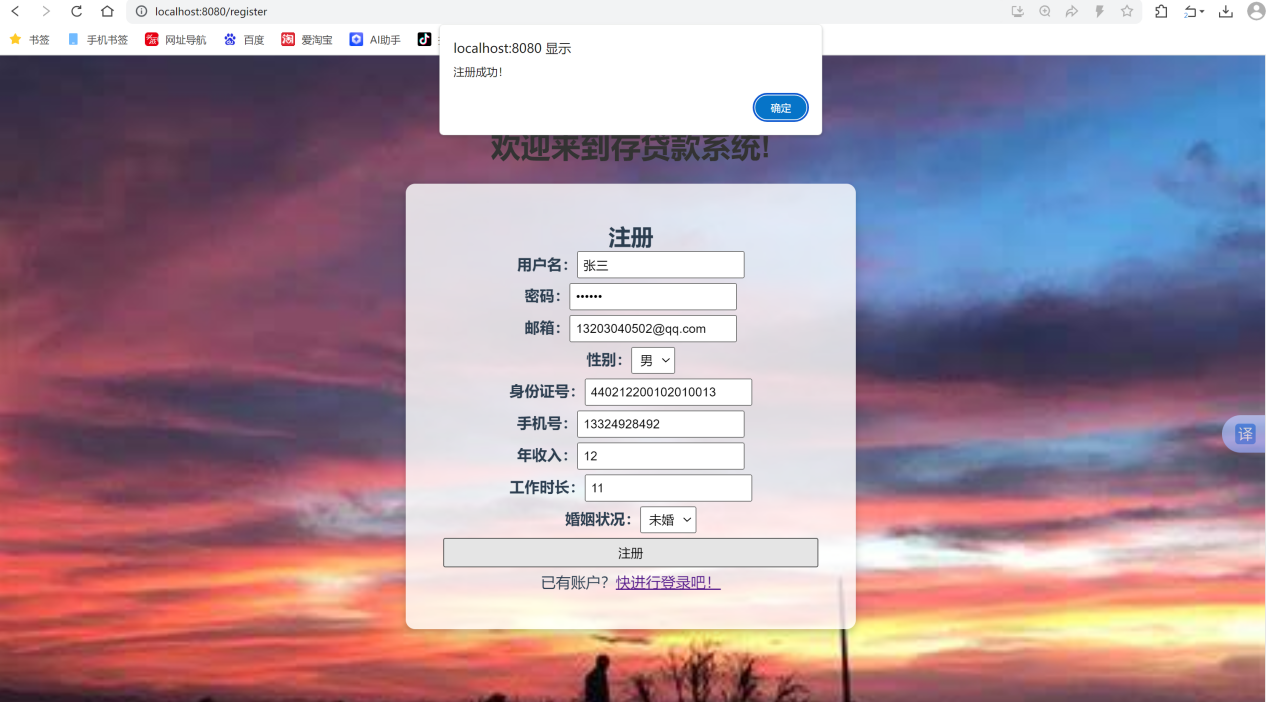 localhost:8080/register
书签 手机书签 网址导航 百度 爱淘宝 AI助手
localhost:8080 显示
注册成功!
确定
欢迎来到存贷款系统!
注册
用户名: 张三
密码: ••••••
邮箱: 13203040502@qq.com
性别: 男
身份证号: 440212200102010013
手机号: 13324928492
年收入: 12
工作时长: 11
婚姻状况: 未婚
注册
已有账户? 快进行登录吧!
译